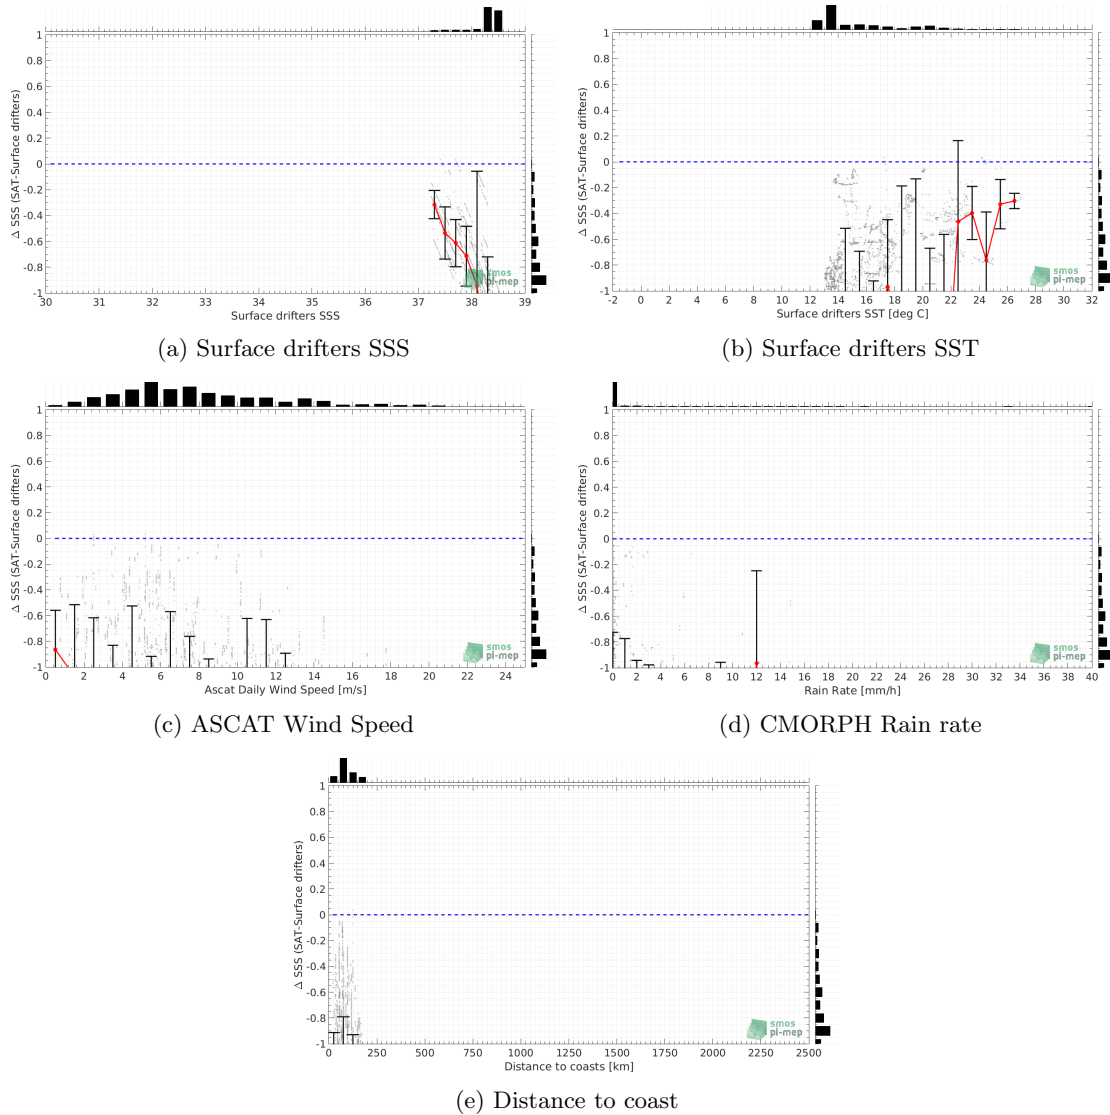 1
0.8
0.6
0.4
0.2
0
-0.2
-0.4
-0.6
-0.8
-1
Δ SSS (SAT-Surface drifters)
smos
pi-mep
30 31 32 33 34 35 36 37 38 39
Surface drifters SSS
(a) Surface drifters SSS
1
0.8
0.6
0.4
0.2
0
-0.2
-0.4
-0.6
-0.8
-1
Δ SSS (SAT-Surface drifters)
smos
pi-mep
-2 0 2 4 6 8 10 12 14 16 18 20 22 24 26 28 30 32
Surface drifters SST [deg C]
(b) Surface drifters SST
1
0.8
0.6
0.4
0.2
0
-0.2
-0.4
-0.6
-0.8
-1
Δ SSS (SAT-Surface drifters)
smos
pi-mep
0 2 4 6 8 10 12 14 16 18 20 22 24
Ascat Daily Wind Speed [m/s]
(c) ASCAT Wind Speed
1
0.8
0.6
0.4
0.2
0
-0.2
-0.4
-0.6
-0.8
-1
Δ SSS (SAT-Surface drifters)
smos
pi-mep
0 2 4 6 8 10 12 14 16 18 20 22 24 26 28 30 32 34 36 38 40
Rain Rate [mm/h]
(d) CMORPH Rain rate
1
0.8
0.6
0.4
0.2
0
-0.2
-0.4
-0.6
-0.8
-1
Δ SSS (SAT-Surface drifters)
smos
pi-mep
0 250 500 750 1000 1250 1500 1750 2000 2250 2500
Distance to coasts [km]
(e) Distance to coast